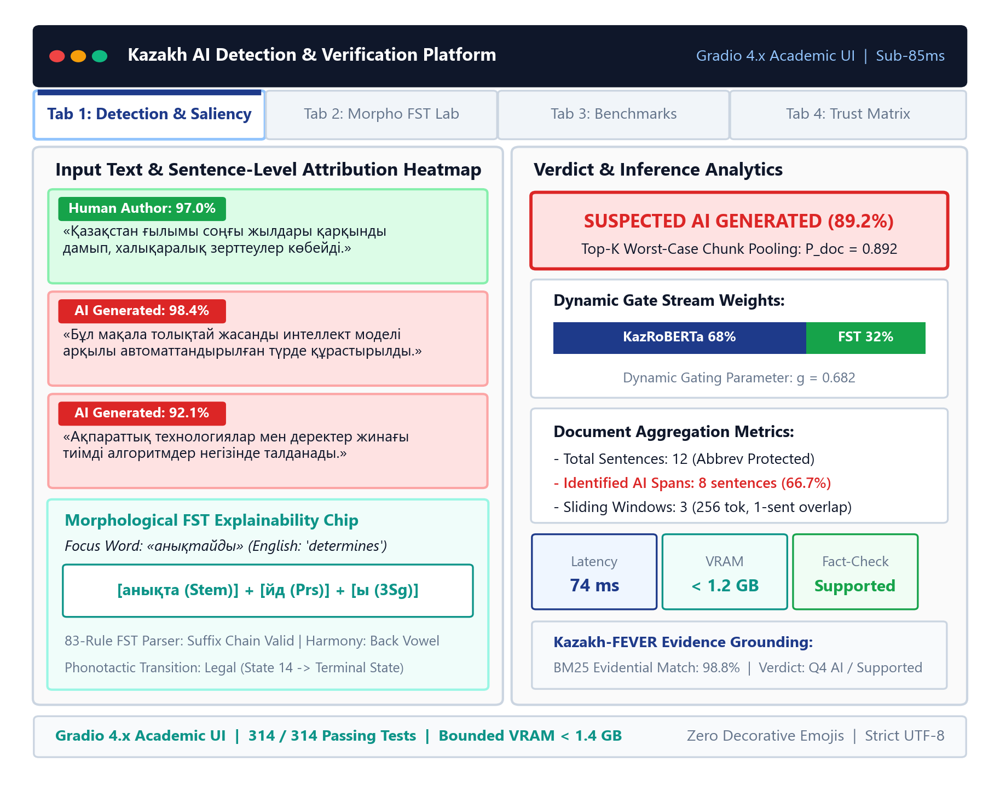 Kazakh AI Detection & Verification Platform
Gradio 4.x Academic UI | Sub-85ms
Tab 1: Detection & Saliency
Tab 2: Morpho FST Lab
Tab 3: Benchmarks
Tab 4: Trust Matrix
Input Text & Sentence-Level Attribution Heatmap
Human Author: 97.0%
«Қазақстан ғылымы соңғы жылдары қарқынды
дамып, халықаралық зерттеулер көбейді.»
AI Generated: 98.4%
«Бұл мақала толықтай жасанды интеллект моделі
арқылы автоматтандырылған түрде құрастырылды.»
AI Generated: 92.1%
«Ақпараттық технологиялар мен деректер жинағы
тиімді алгоритмдер негізінде талданады.»
Morphological FST Explainability Chip
Focus Word: «анықтайды» (English: 'determines')
[анықта (Stem)] + [йд (Prs)] + [ы (3Sg)]
83-Rule FST Parser: Suffix Chain Valid | Harmony: Back Vowel
Phonotactic Transition: Legal (State 14 -> Terminal State)
Verdict & Inference Analytics
SUSPECTED AI GENERATED (89.2%)
Top-K Worst-Case Chunk Pooling: P_doc = 0.892
Dynamic Gate Stream Weights:
KazRoBERTa 68%
FST 32%
Dynamic Gating Parameter: g = 0.682
Document Aggregation Metrics:
- Total Sentences: 12 (Abbrev Protected)
- Identified AI Spans: 8 sentences (66.7%)
- Sliding Windows: 3 (256 tok, 1-sent overlap)
Latency
74 ms
VRAM
< 1.2 GB
Fact-Check
Supported
Kazakh-FEVER Evidence Grounding:
BM25 Evidential Match: 98.8% | Verdict: Q4 AI / Supported
Gradio 4.x Academic UI | 314 / 314 Passing Tests | Bounded VRAM < 1.4 GB
Zero Decorative Emojis | Strict UTF-8